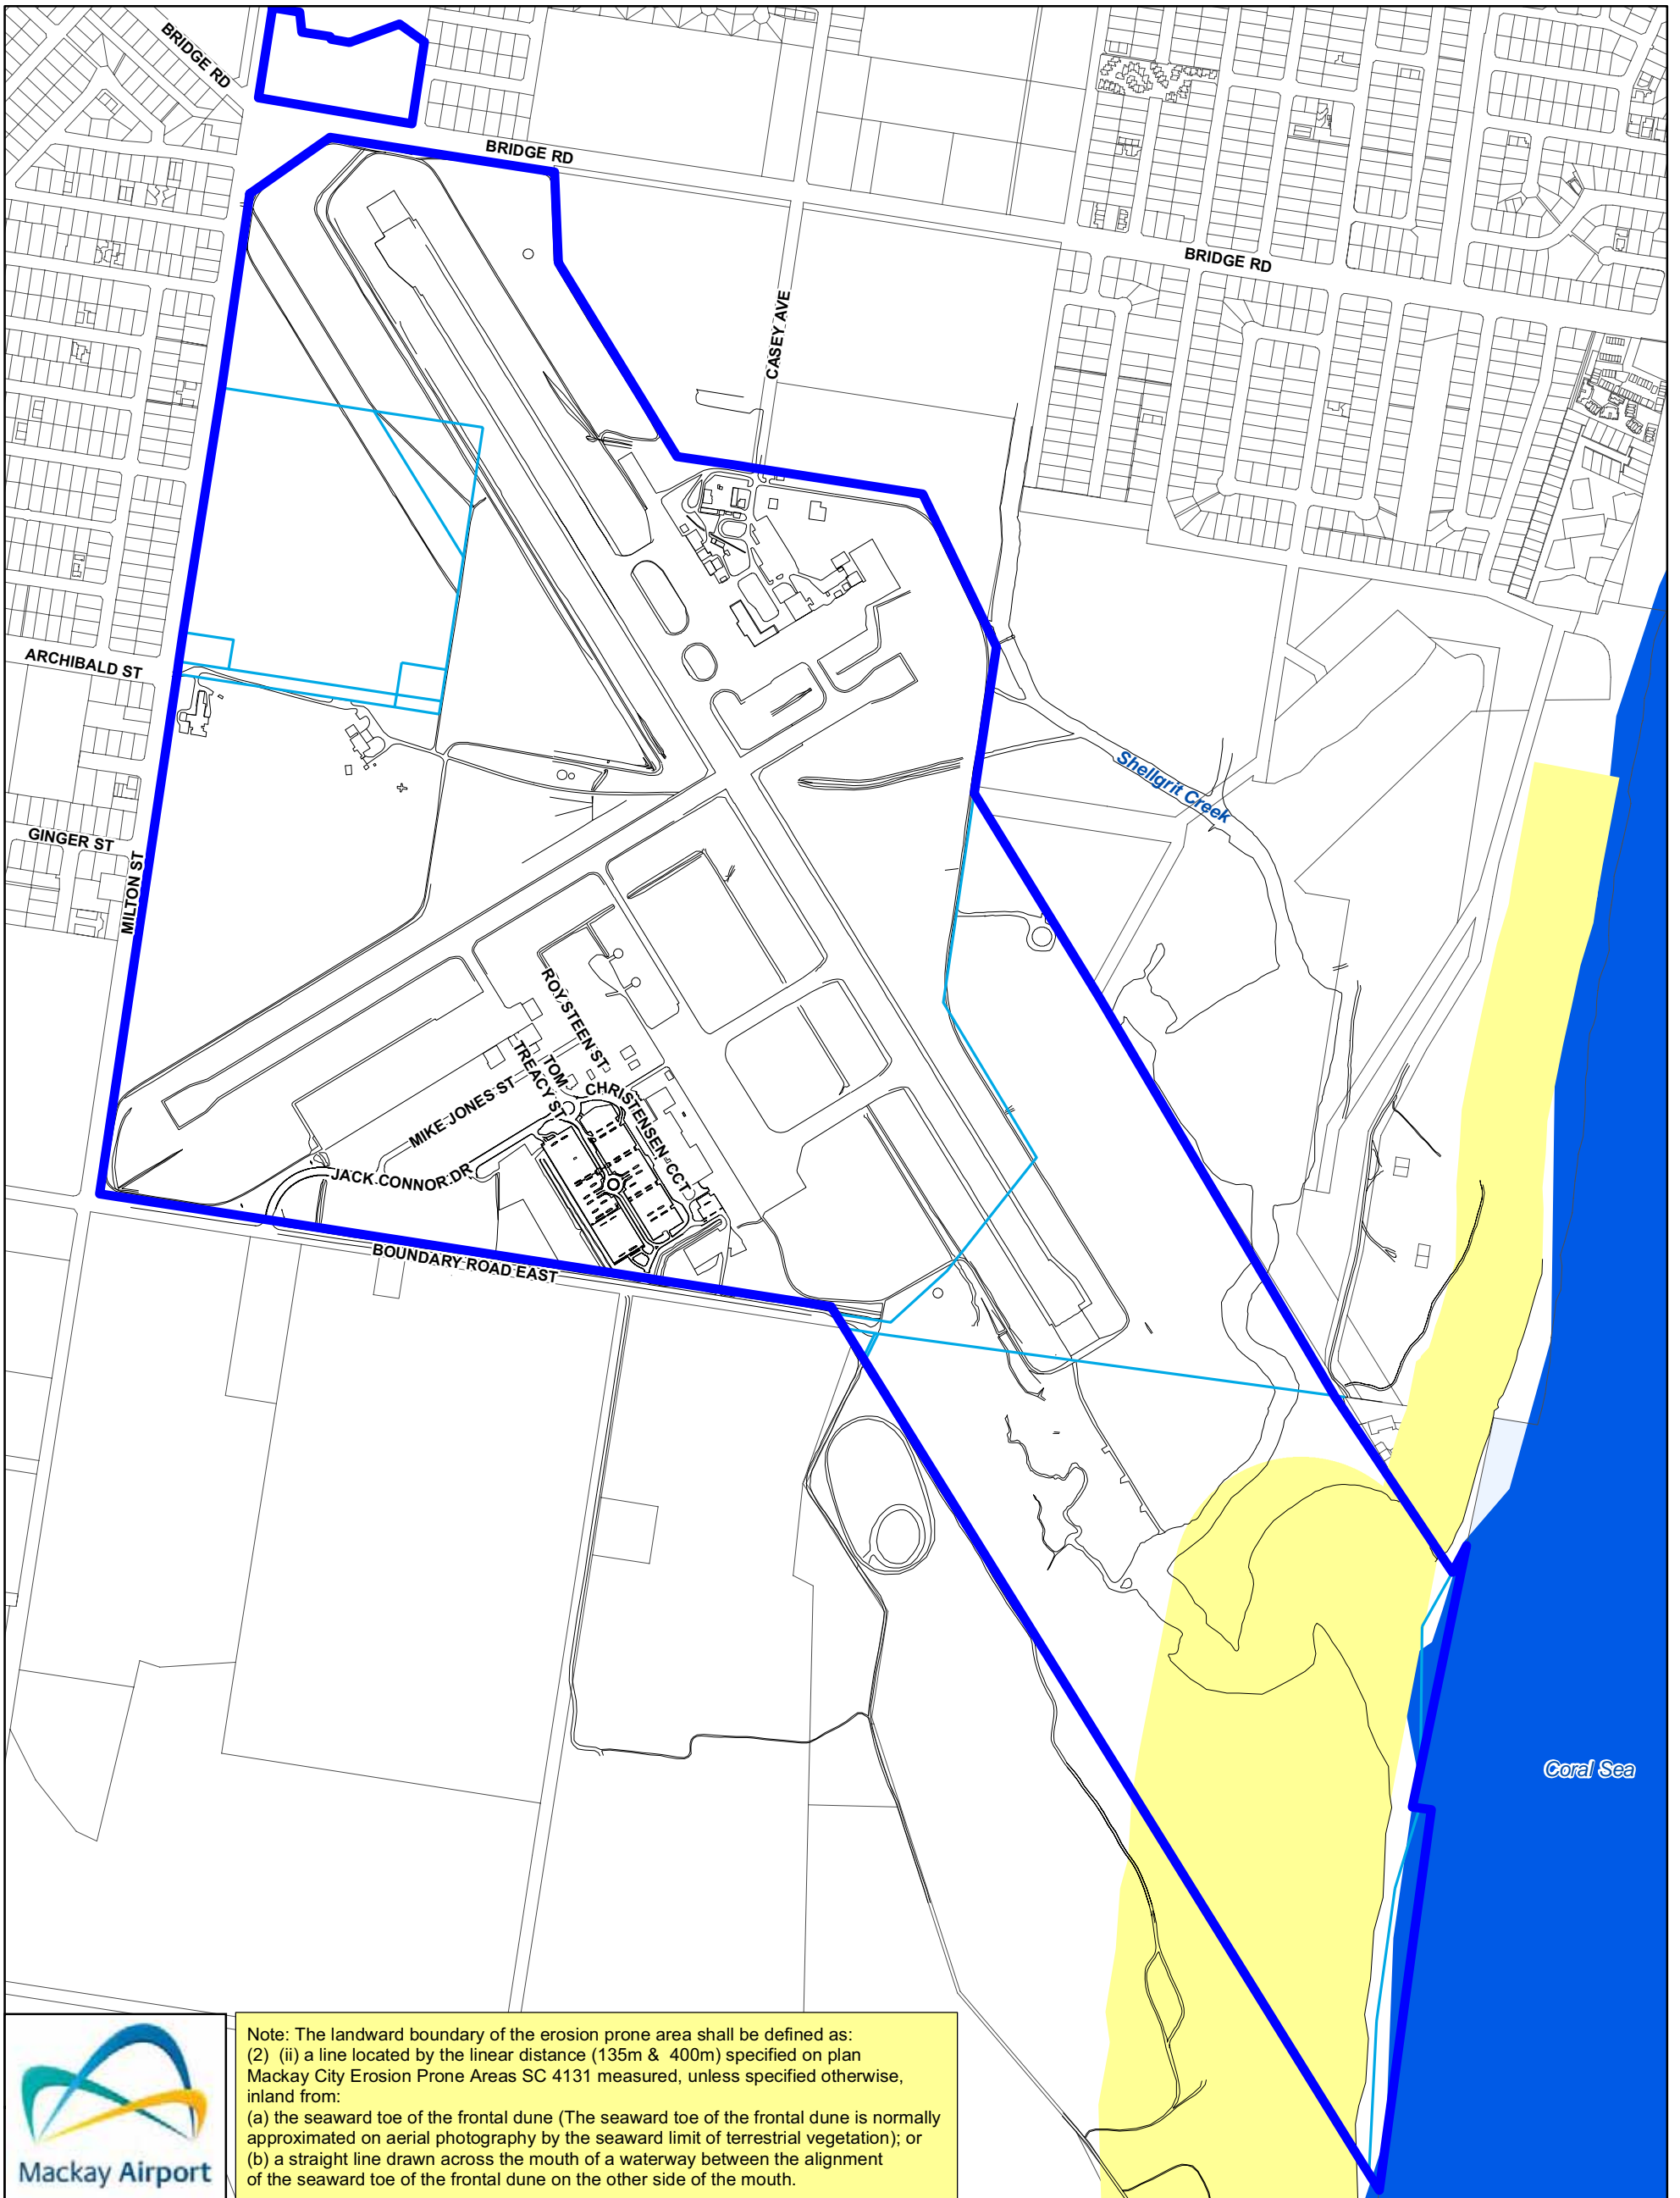 BRIDGE RD
BRIDGE RD
BRIDGE RD
CASEY AVE
ARCHIBALD ST
Shellgrit Creek
GINGER ST
MILTON ST
ROY STEEN ST
TOM
TREACY ST
CHRISTENSEN CCT
MIKE JONES ST
JACK CONNOR DR
BOUNDARY ROAD EAST
Coral Sea
Mackay Airport
Note: The landward boundary of the erosion prone area shall be defined as:
(2) (ii) a line located by the linear distance (135m & 400m) specified on plan
Mackay City Erosion Prone Areas SC 4131 measured, unless specified otherwise,
inland from:
(a) the seaward toe of the frontal dune (The seaward toe of the frontal dune is normally
approximated on aerial photography by the seaward limit of terrestrial vegetation); or
(b) a straight line drawn across the mouth of a waterway between the alignment
of the seaward toe of the frontal dune on the other side of the mouth.